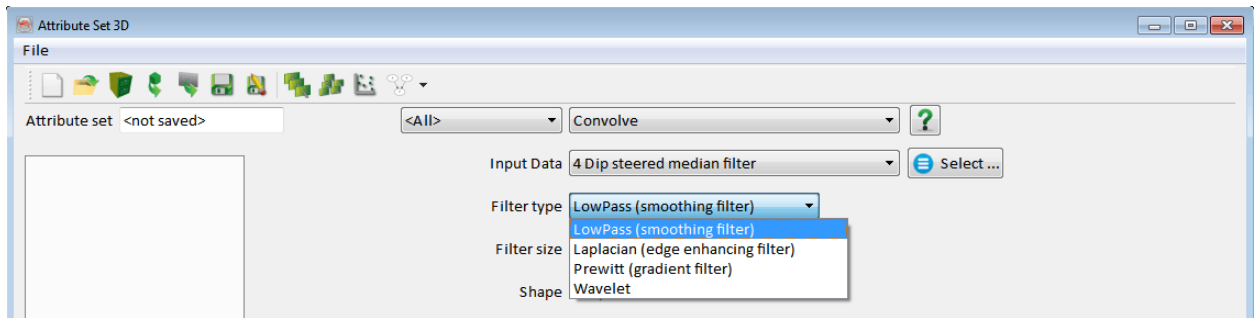 Attribute Set 3D
File
Attribute set <not saved> <All> Convolve ?
Input Data 4 Dip steered median filter Select ...
Filter type LowPass (smoothing filter)
LowPass (smoothing filter)
Filter size Laplacian (edge enhancing filter)
Prewitt (gradient filter)
Shape Wavelet